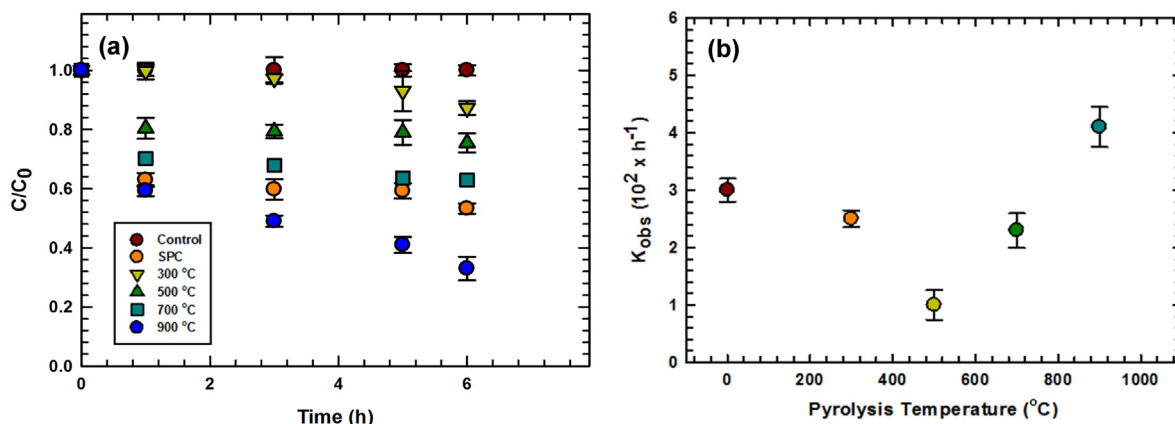 (a)
1.0
0.8
0.6
0.4
0.2
0.0
C/C0
Control
SPC
300 °C
500 °C
700 °C
900 °C
0 2 4 6
Time (h)
(b)
6
5
4
3
2
1
0
Kobs (10² x h⁻¹)
0 200 400 600 800 1000
Pyrolysis Temperature (°C)